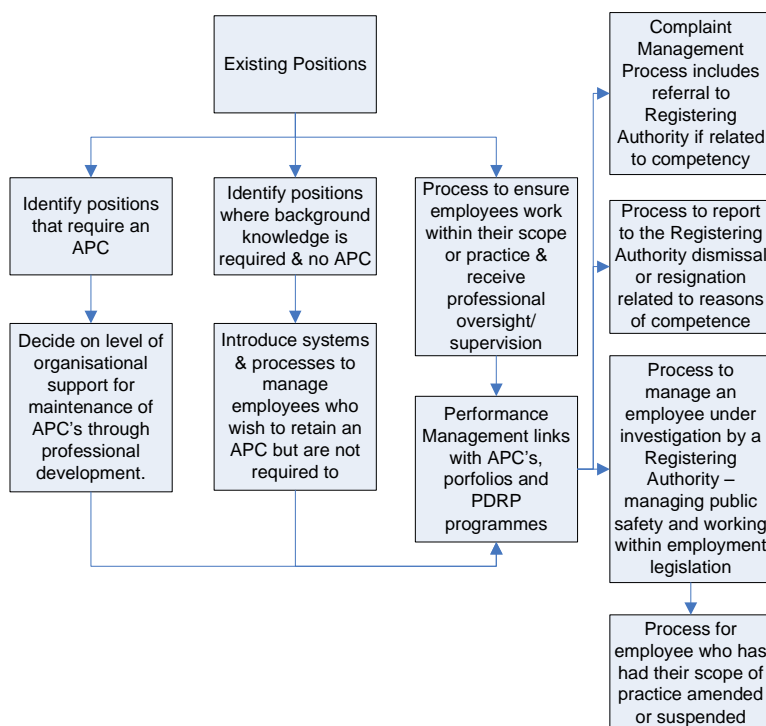 Existing Positions
Identify positions
that require an
APC
Decide on level of
organisational
support for
maintenance of
APC's through
professional
development.
Identify positions
where background
knowledge is
required & no APC
Introduce systems
& processes to
manage
employees who
wish to retain an
APC but are not
required to
Process to ensure
employees work
within their scope
or practice &
receive
professional
oversight/
supervision
Performance
Management links
with APC's,
porfolios and
PDRP
programmes
Complaint
Management
Process includes
referral to
Registering
Authority if related
to competency
Process to report
to the Registering
Authority dismissal
or resignation
related to reasons
of competence
Process to
manage an
employee under
investigation by a
Registering
Authority –
managing public
safety and working
within employment
legislation
Process for
employee who has
had their scope of
practice amended
or suspended